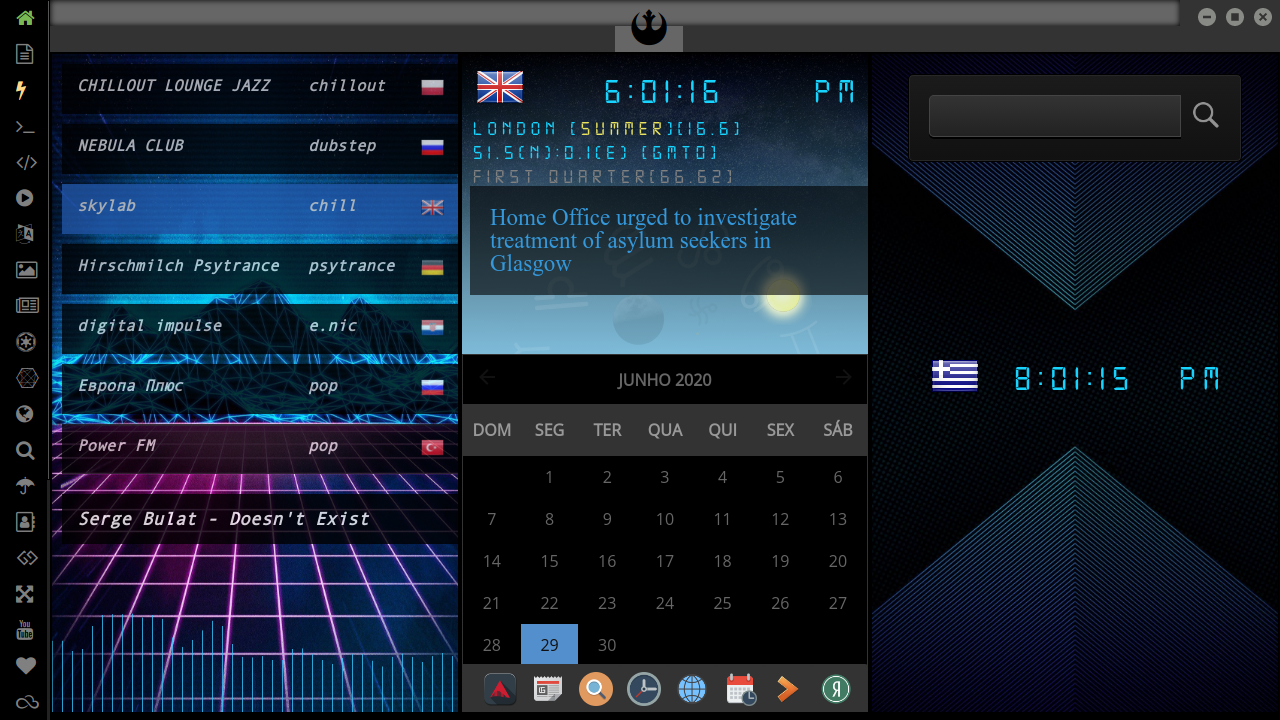 CHILLOUT LOUNGE JAZZ chillout
NEBULA CLUB dubstep
skylab chill
Hirschmilch Psytrance psytrance
digital impulse e.nic
Европа Плюс pop
Power FM pop
Serge Bulat - Doesn't Exist
6:01:16 PM
LONDON (SUMMER)(16.6)
51.5(N):0.1(E) (GMT0)
FIRST QUARTER(66.62)
Home Office urged to investigate
treatment of asylum seekers in
Glasgow
JUNHO 2020
DOM SEG TER QUA QUI SEX SÁB
1 2 3 4 5 6
7 8 9 10 11 12 13
14 15 16 17 18 19 20
21 22 23 24 25 26 27
28 29 30
8:01:15 PM
You
Tube